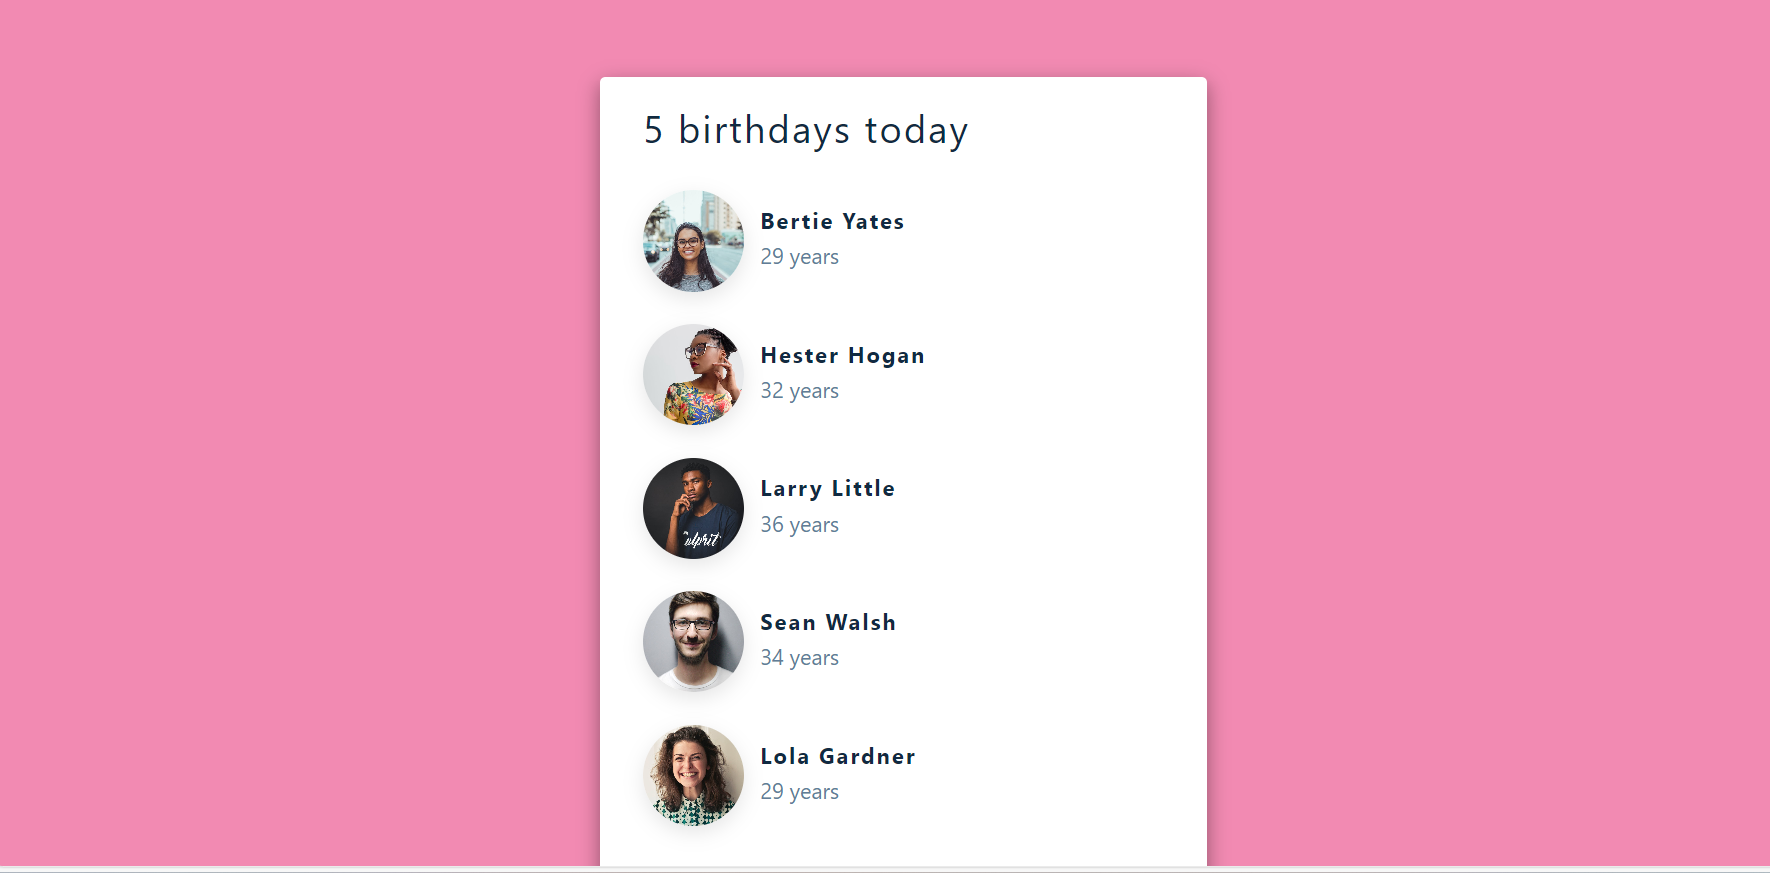 5 birthdays today
Bertie Yates
29 years
Hester Hogan
32 years
Larry Little
36 years
Sean Walsh
34 years
Lola Gardner
29 years